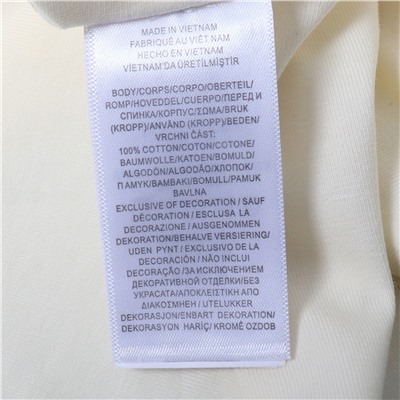 MADE IN VIETNAM
FABRIQUÉ AU VIÊT NAM
HECHO EN VIETNAM
VİETNAM'DA ÜRETİLMİŞTİR
BODY/CORPS/CORPO/OBERTEIL/
ROMP/HOVEDDEL/CUERPO/ПЕРЕД И
СПИНКА/КОРПУС/ΣΩΜΑ/BRUK
(KROPP)/ANVÄND (KROPP)/BEDEN/
VRCHNI ČÁST:
100% COTTON/COTON/COTONE/
BAUMWOLLE/KATOEN/BOMULD/
ALGODÓN/ALGODÃO/ХЛОПОК/
ПАМУК/ΒΑΜΒΑΚΙ/BOMULL/PAMUK
BAVLNA
EXCLUSIVE OF DECORATION / SAUF
DÉCORATION / ESCLUSA LA
DECORAZIONE / AUSGENOMMEN
DEKORATION/BEHALVE VERSIERING/
UDEN PYNT / EXCLUSIVO DE LA
DECORACIÓN / NÃO INCLUI
DECORAÇÃO / ЗА ИСКЛЮЧЕНИЕМ
ДЕКОРАТИВНОЙ ОТДЕЛКИ/БЕЗ
УКРАСАТА/ΑΠΟΚΛΕΙΣΤΙΚΗ ΑΠΟ
ΔΙΑΚΟΣΜΗΣΗ / UTELUKKER
DEKORASJON/ENBART DEKORATION/
DEKORASYON HARİÇ/ KROMĚ OZDOB